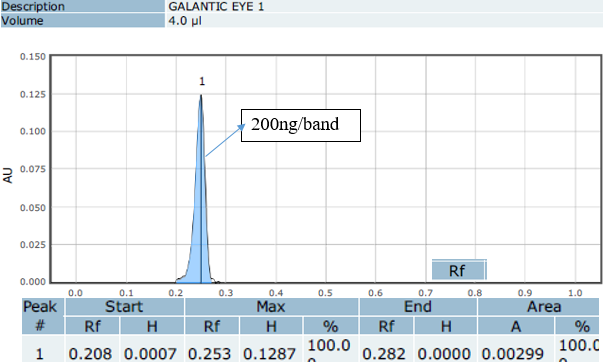 Description GALANTIC EYE 1
Volume 4.0 µl
0.150
0.125
1
0.100
200ng/band
0.075
AU
0.050
0.025
Rf
0.000
0.0 0.1 0.2 0.3 0.4 0.5 0.6 0.7 0.8 0.9 1.0
Peak Start Max End Area
# Rf H Rf H % Rf H A %
1 0.208 0.0007 0.253 0.1287 100.0 0.282 0.0000 0.00299 100.0